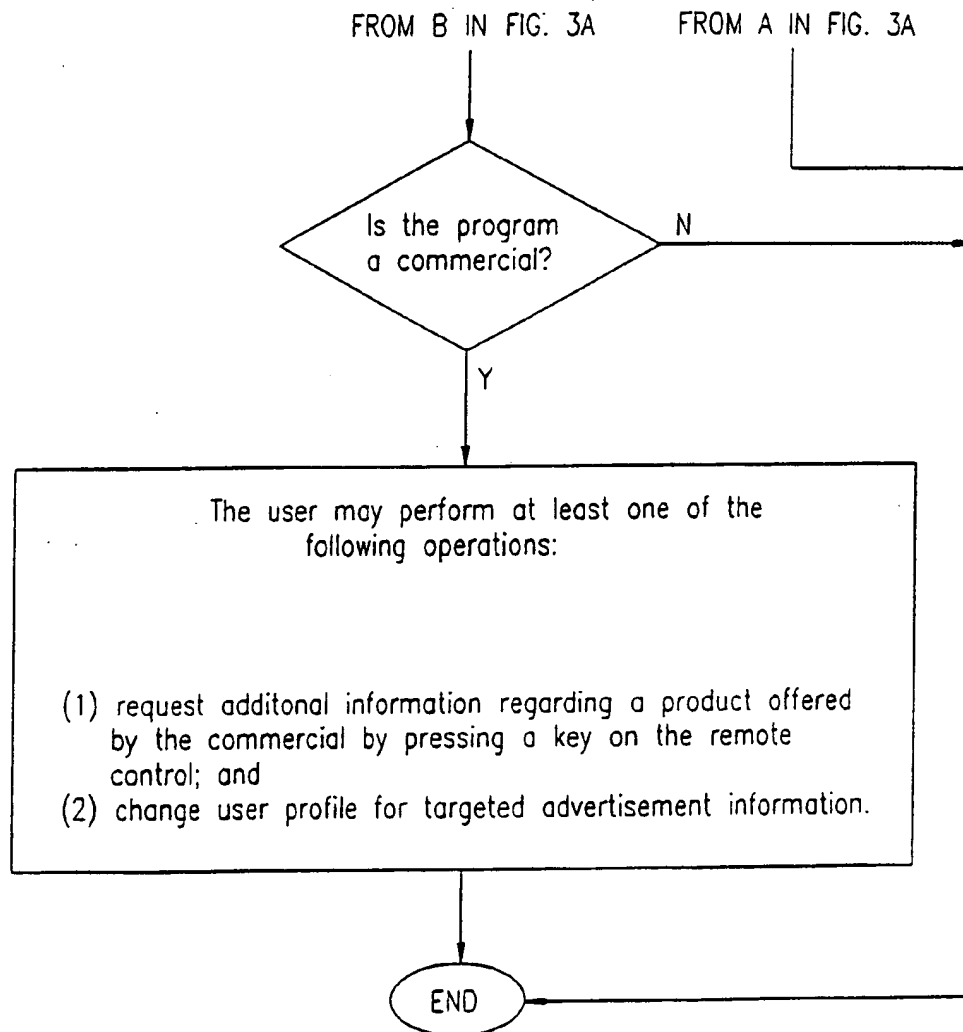 FROM B IN FIG. 3A
FROM A IN FIG. 3A
Is the program
a commercial?
N
Y
The user may perform at least one of the
following operations:
(1) request additonal information regarding a product offered
by the commercial by pressing a key on the remote
control; and
(2) change user profile for targeted advertisement information.
END